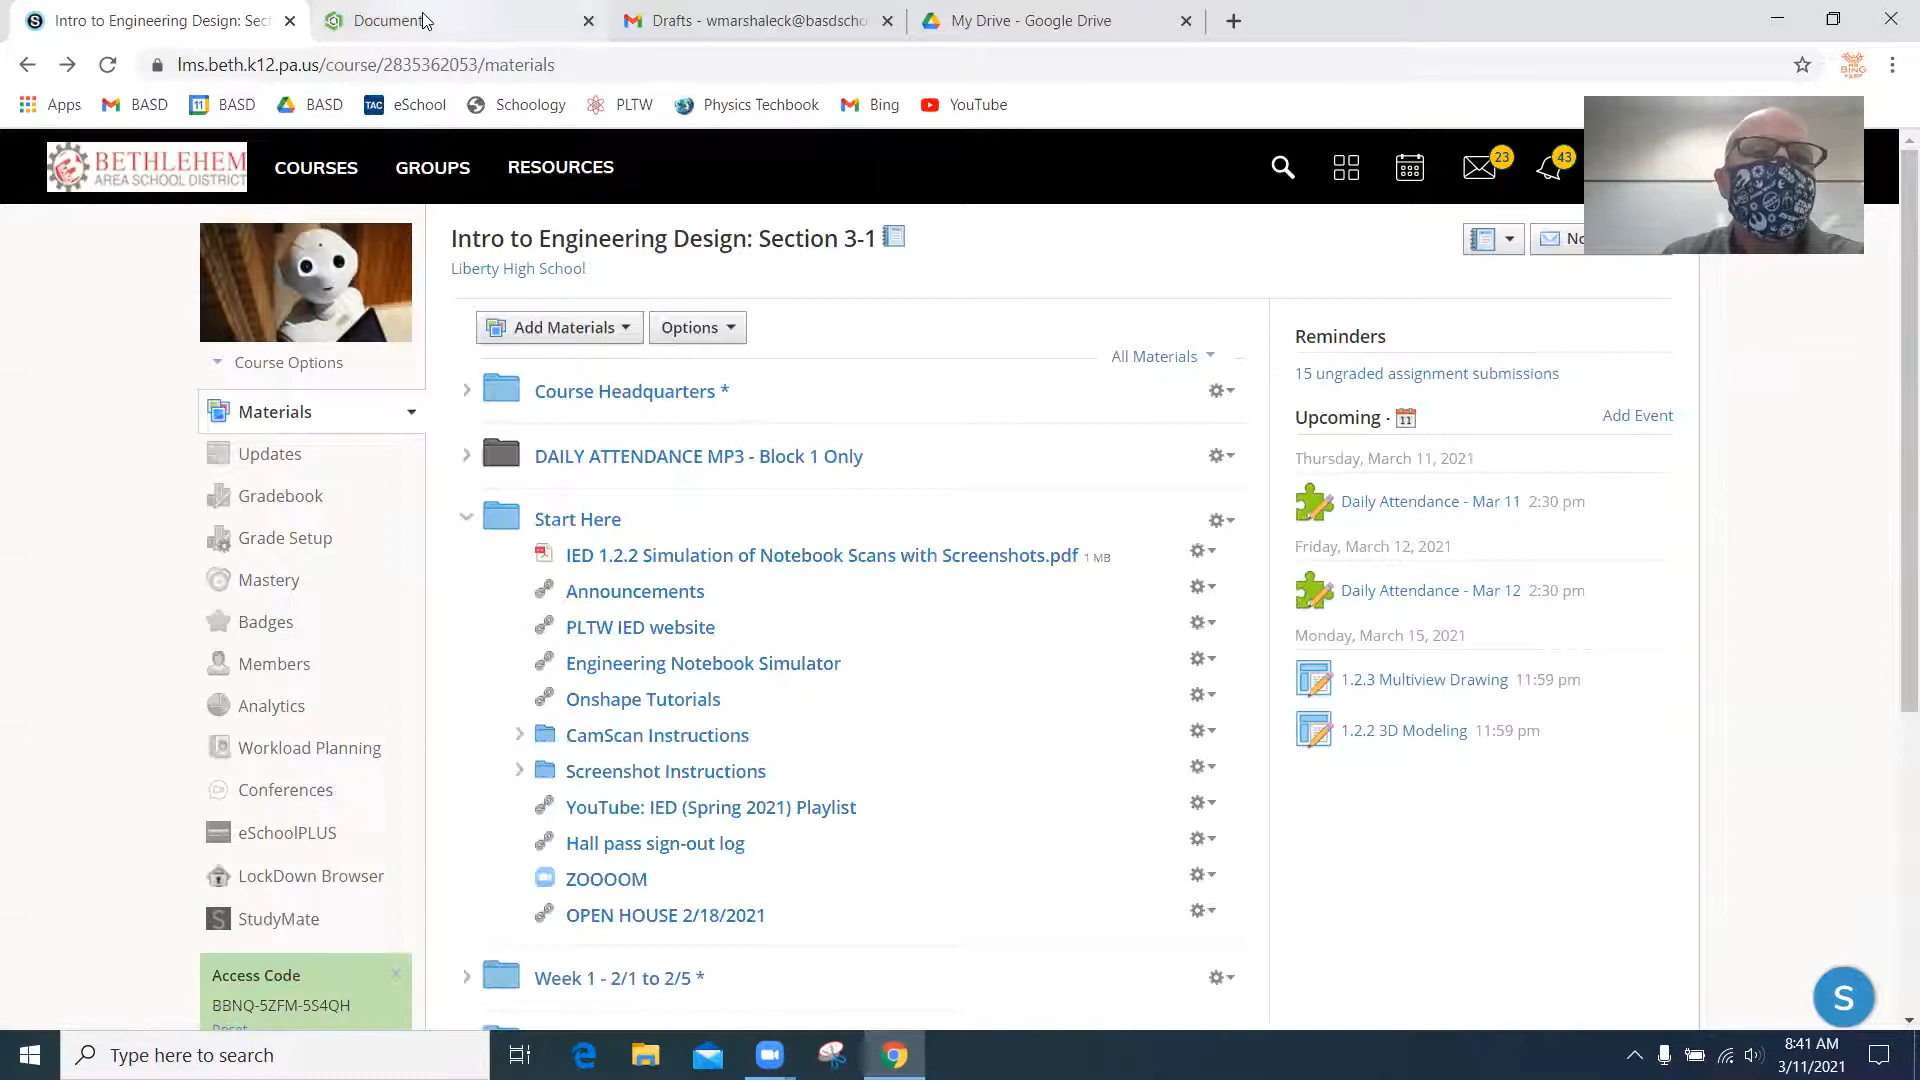 Intro to Engineering Design: Sect
Document
Drafts - wmarshaleck@basdscho
My Drive - Google Drive
lms.beth.k12.pa.us/course/2835362053/materials
BING
Apps
BASD
11
BASD
BASD
TAC
eSchool
Schoology
PLTW
Physics Techbook
Bing
YouTube
BETHLEHEM
AREA SCHOOL DISTRICT
COURSES
GROUPS
RESOURCES
23
43
Intro to Engineering Design: Section 3-1
Liberty High School
No
Course Options
Materials
Updates
Gradebook
Grade Setup
Mastery
Badges
Members
Analytics
Workload Planning
Conferences
eSchoolPLUS
LockDown Browser
StudyMate
Access Code
BBNQ-5ZFM-5S4QH
Reset
Add Materials
Options
All Materials
Course Headquarters *
DAILY ATTENDANCE MP3 - Block 1 Only
Start Here
IED 1.2.2 Simulation of Notebook Scans with Screenshots.pdf 1 MB
Announcements
PLTW IED website
Engineering Notebook Simulator
Onshape Tutorials
CamScan Instructions
Screenshot Instructions
YouTube: IED (Spring 2021) Playlist
Hall pass sign-out log
ZOOOOM
OPEN HOUSE 2/18/2021
Week 1 - 2/1 to 2/5 *
Reminders
15 ungraded assignment submissions
Upcoming · 11
Add Event
Thursday, March 11, 2021
Daily Attendance - Mar 11 2:30 pm
Friday, March 12, 2021
Daily Attendance - Mar 12 2:30 pm
Monday, March 15, 2021
1.2.3 Multiview Drawing 11:59 pm
1.2.2 3D Modeling 11:59 pm
S
Type here to search
8:41 AM
3/11/2021